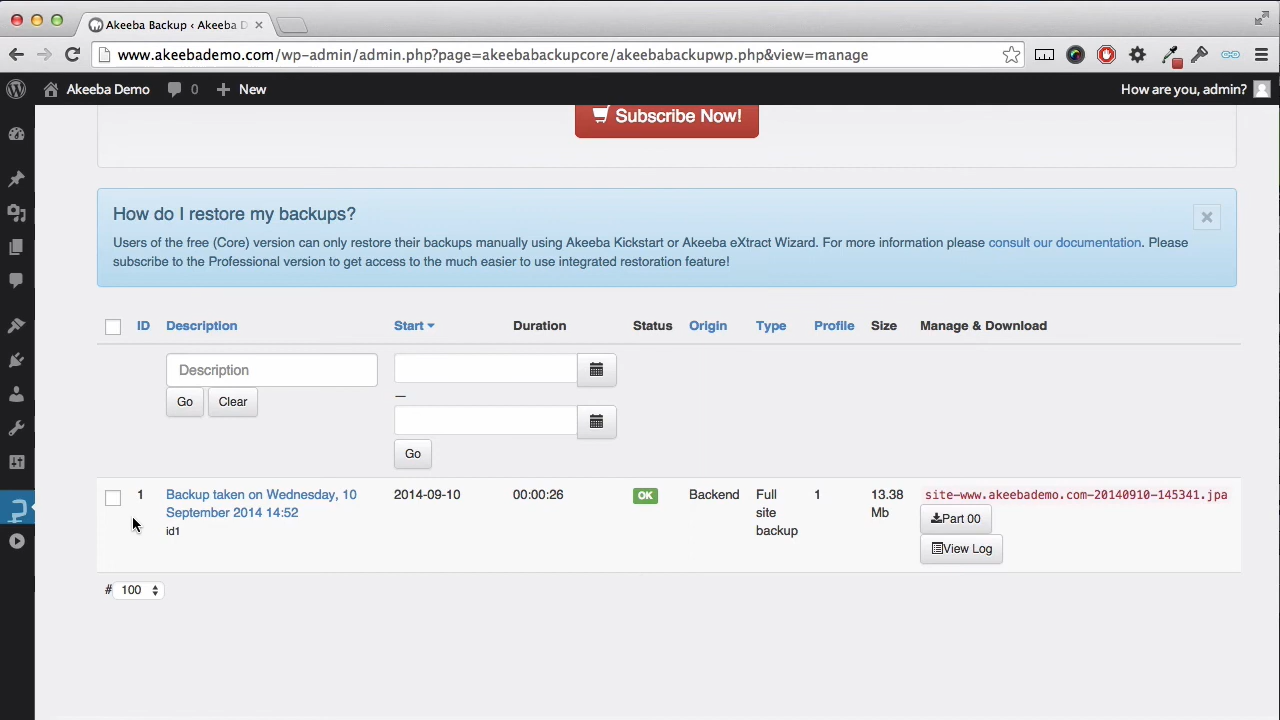 Akeeba Backup ‹ Akeeba D
www.akeebademo.com/wp-admin/admin.php?page=akeebabackupcore/akeebabackupwp.php&view=manage
Akeeba Demo 0 + New How are you, admin?
Subscribe Now!
How do I restore my backups?
Users of the free (Core) version can only restore their backups manually using Akeeba Kickstart or Akeeba eXtract Wizard. For more information please consult our documentation. Please
subscribe to the Professional version to get access to the much easier to use integrated restoration feature!
ID Description Start Duration Status Origin Type Profile Size Manage & Download
Description
—
Go Clear
Go
1 Backup taken on Wednesday, 10 2014-09-10 00:00:26 OK Backend Full 1 13.38 site-www.akeebademo.com-20140910-145341.jpa
September 2014 14:52 site Mb Part 00
id1 backup
View Log
# 100